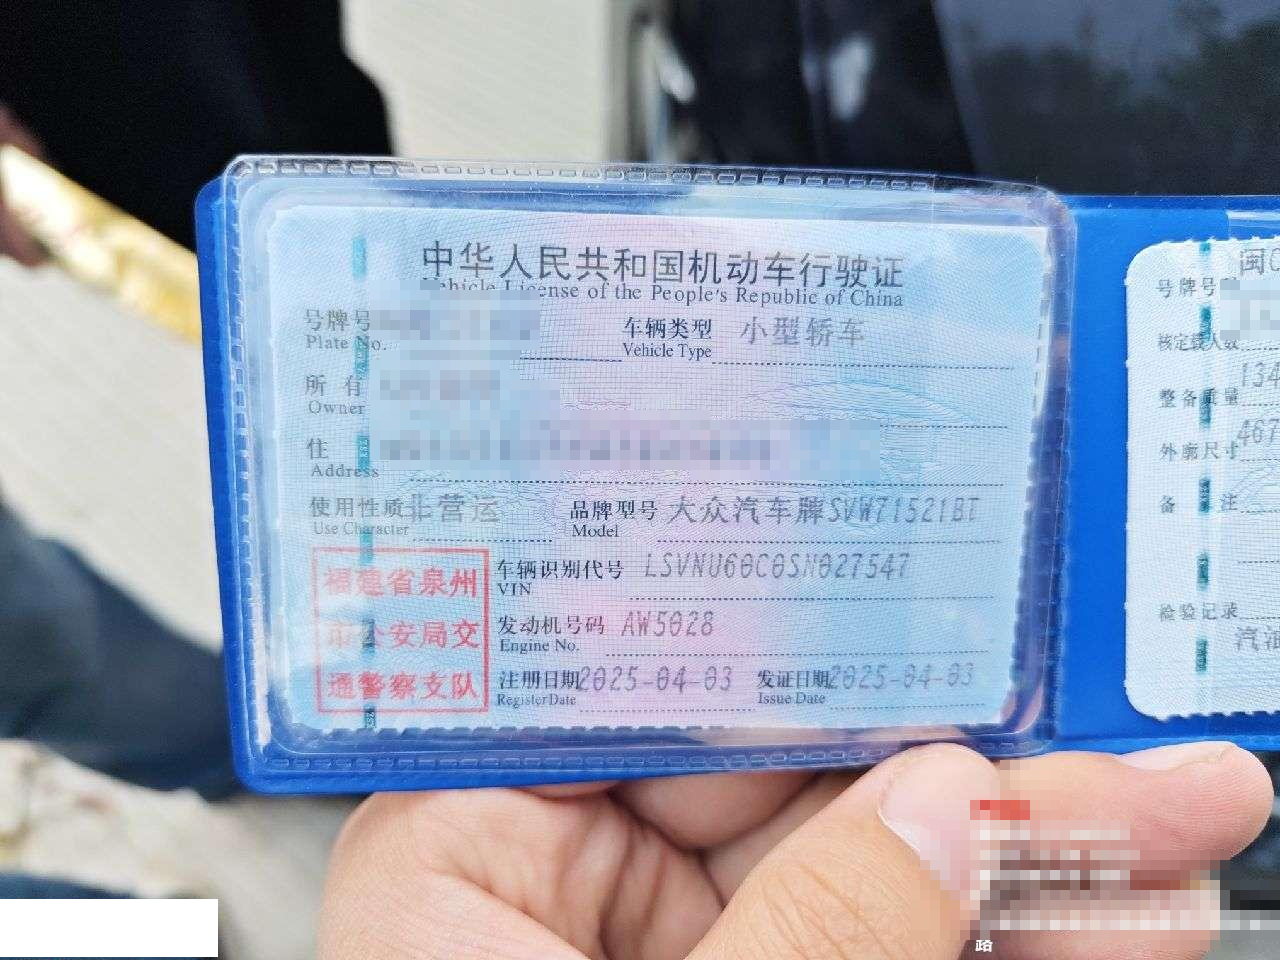 中华人民共和国机动车行驶证
Vehicle License of the People's Republic of China
号牌号
Plate No.
车辆类型 小型轿车
Vehicle Type
所有
Owner
住
Address
使用性质 非营运
Use Character
品牌型号 大众汽车牌SVW71521BT
Model
福建省泉州
市公安局交
通警察支队
车辆识别代号 LSVNU60C0SN027547
VIN
发动机号码 AW5028
Engine No.
注册日期 2025-04-03
Register Date
发证日期 2025-04-03
Issue Date
号牌号
闽C
核定载人数
整备质量 134
外廓尺寸 467
备 注
检验记录
汽油
路